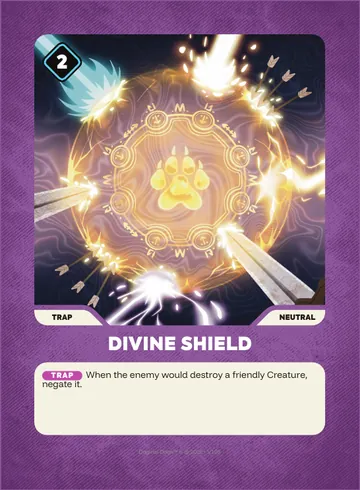 2
TRAP
NEUTRAL
DIVINE SHIELD
TRAP When the enemy would destroy a friendly Creature,
negate it.